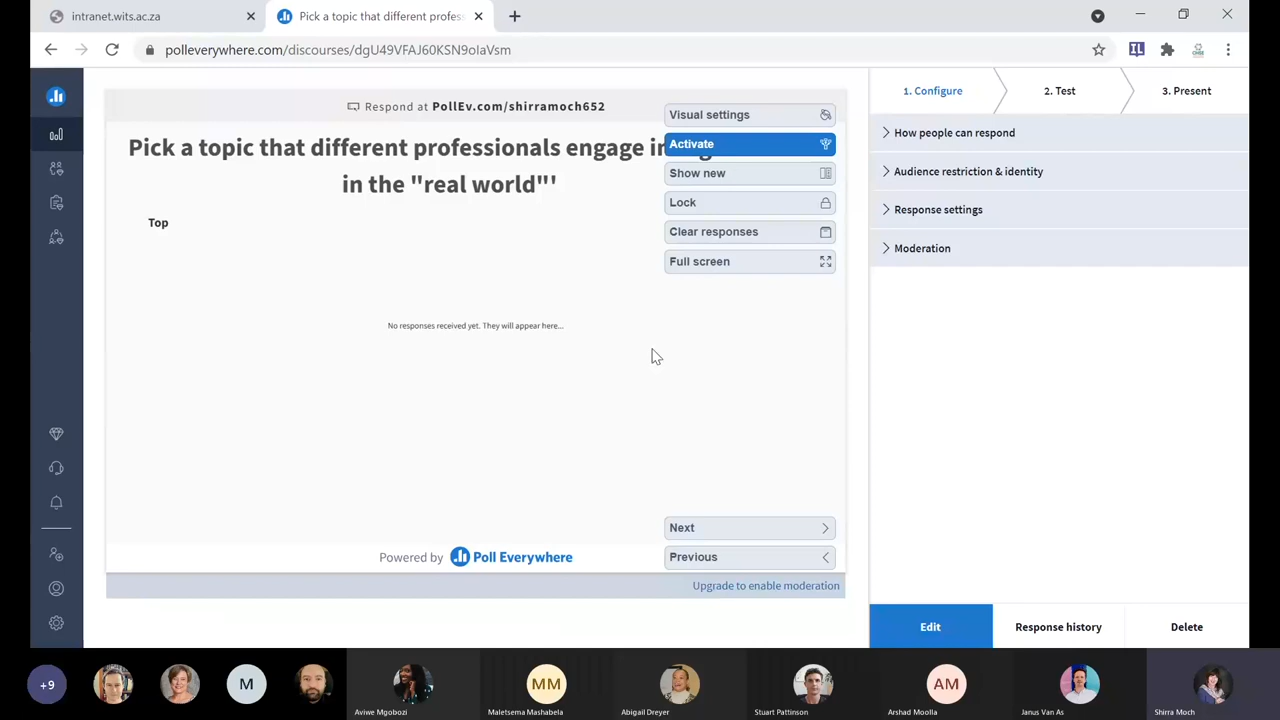 intranet.wits.ac.za
Pick a topic that different profess
polleverywhere.com/discourses/dgU49VFAJ60KSN9oIaVsm
Respond at PollEv.com/shirramoch652
Pick a topic that different professionals engage in
in the "real world"'
Top
No responses received yet. They will appear here...
Visual settings
Activate
Show new
Lock
Clear responses
Full screen
Next
Previous
Powered by Poll Everywhere
Upgrade to enable moderation
1. Configure
2. Test
3. Present
How people can respond
Audience restriction & identity
Response settings
Moderation
Edit
Response history
Delete
+9
M
MM
AM
Aviwe Mgobozi
Maletsema Mashabela
Abigail Dreyer
Stuart Pattinson
Arshad Moolla
Janus Van As
Shirra Moch